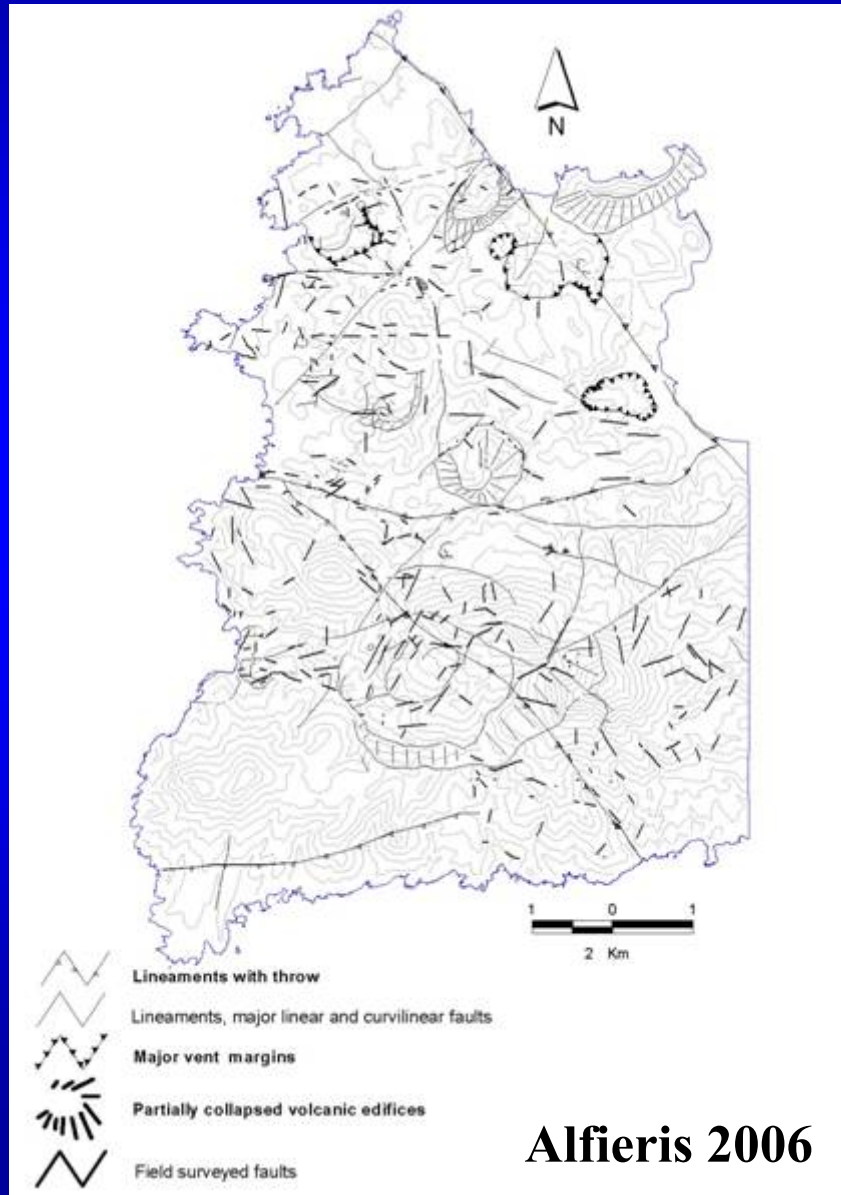 N
1 0 1
2 Km
Lineaments with throw
Lineaments, major linear and curvilinear faults
Major vent margins
Partially collapsed volcanic edifices
Field surveyed faults
Alfieris 2006